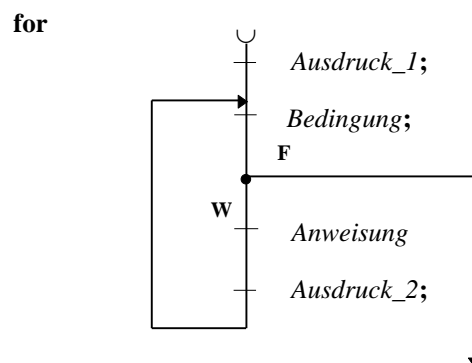 for
Ausdruck_1;
Bedingung;
F
W
Anweisung
Ausdruck_2;